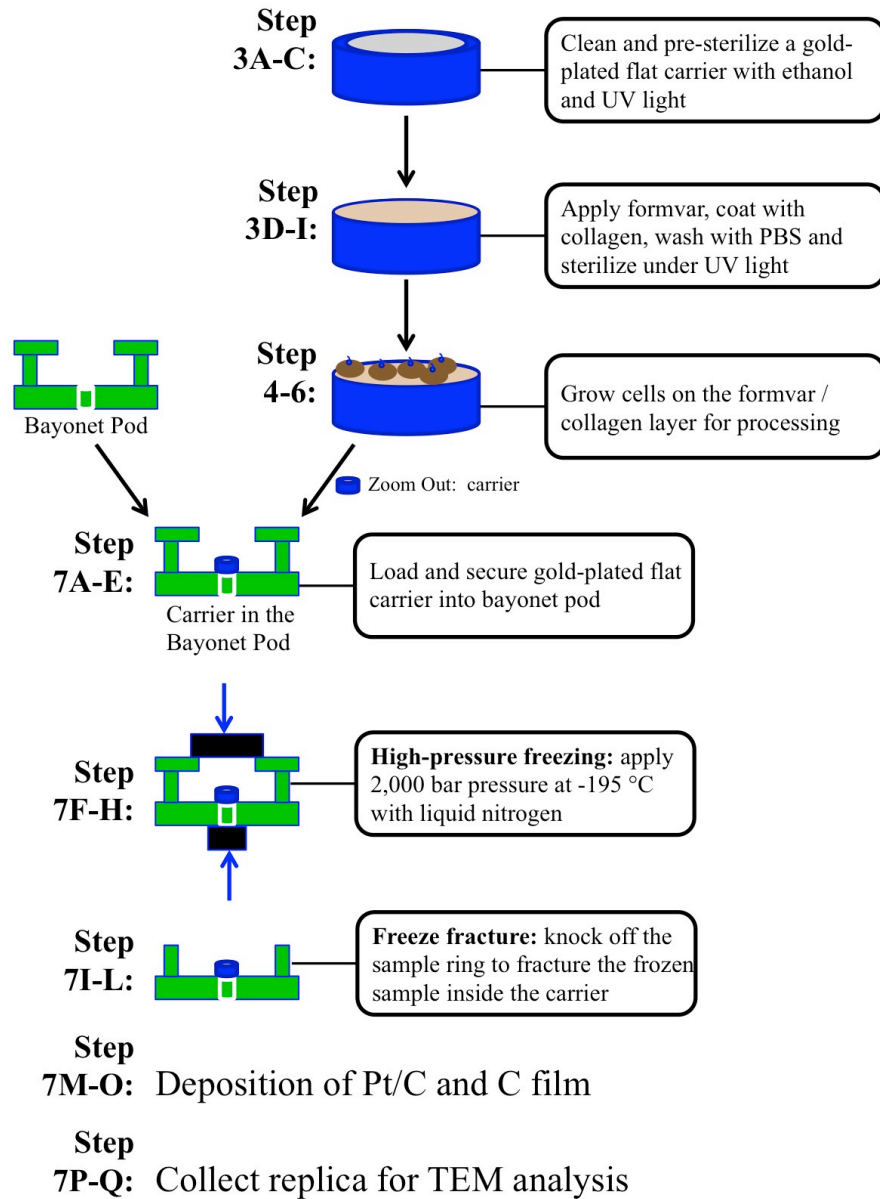 Step
3A-C:
Clean and pre-sterilize a gold-
plated flat carrier with ethanol
and UV light
Step
3D-I:
Apply formvar, coat with
collagen, wash with PBS and
sterilize under UV light
Step
4-6:
Grow cells on the formvar /
collagen layer for processing
Bayonet Pod
Zoom Out: carrier
Step
7A-E:
Carrier in the
Bayonet Pod
Load and secure gold-plated flat
carrier into bayonet pod
Step
7F-H:
High-pressure freezing: apply
2,000 bar pressure at -195 °C
with liquid nitrogen
Step
7I-L:
Freeze fracture: knock off the
sample ring to fracture the frozen
sample inside the carrier
Step
7M-O: Deposition of Pt/C and C film
Step
7P-Q: Collect replica for TEM analysis